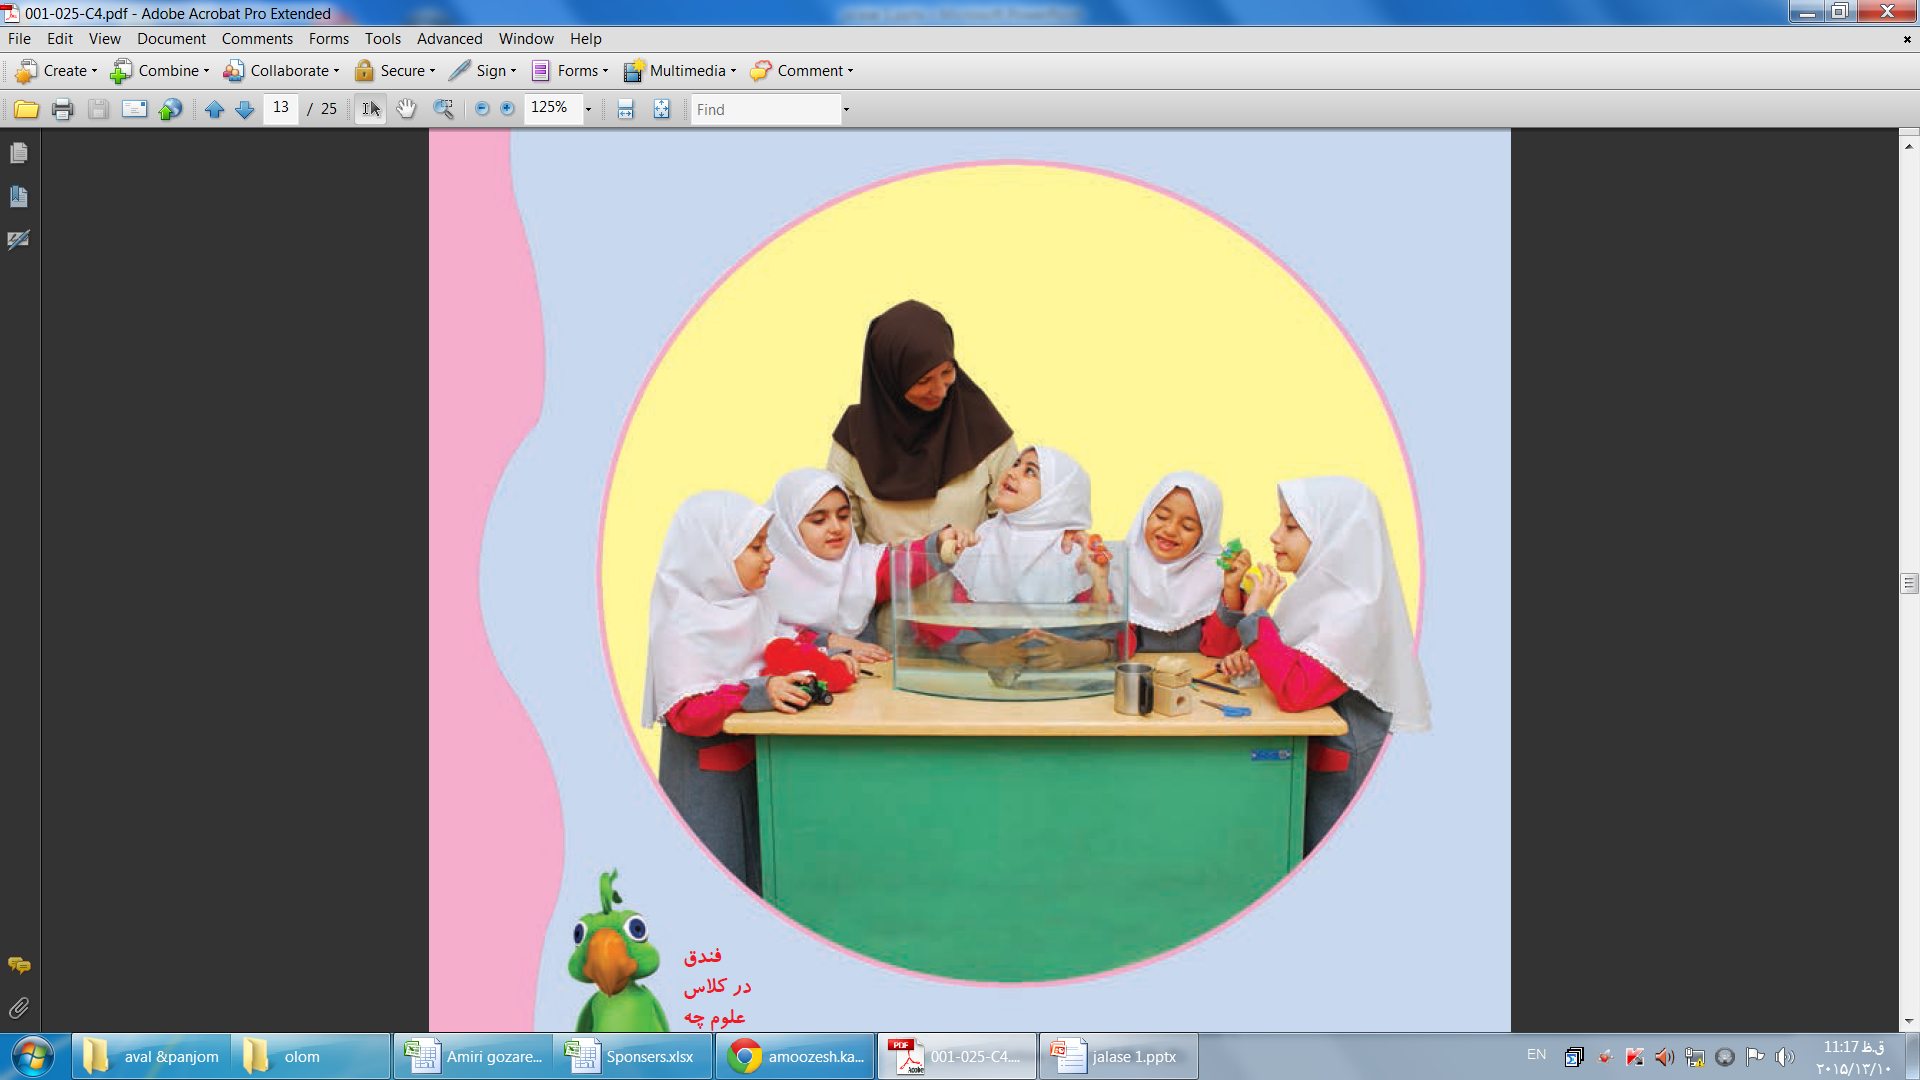 001-025-C4.pdf - Adobe Acrobat Pro Extended
File Edit View Document Comments Forms Tools Advanced Window Help
Create Combine Collaborate Secure Sign Forms Multimedia Comment
13 / 25 125% Find
فندق
در کلاس
علوم چه
aval &panjom olom Amiri gozare... Sponsers.xlsx amoozesh.ka... 001-025-C4.... jalase 1.pptx EN
11:17 ق.ظ
۲۰۱۵/۱۳/۱۰